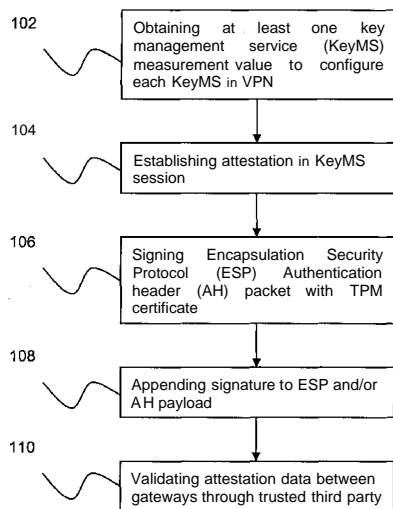 102
Obtaining at least one key
management service (KeyMS)
measurement value to configure
each KeyMS in VPN
104
Establishing attestation in KeyMS
session
106
Signing Encapsulation Security
Protocol (ESP) Authentication
header (AH) packet with TPM
certificate
108
Appending signature to ESP and/or
AH payload
110
Validating attestation data between
gateways through trusted third party